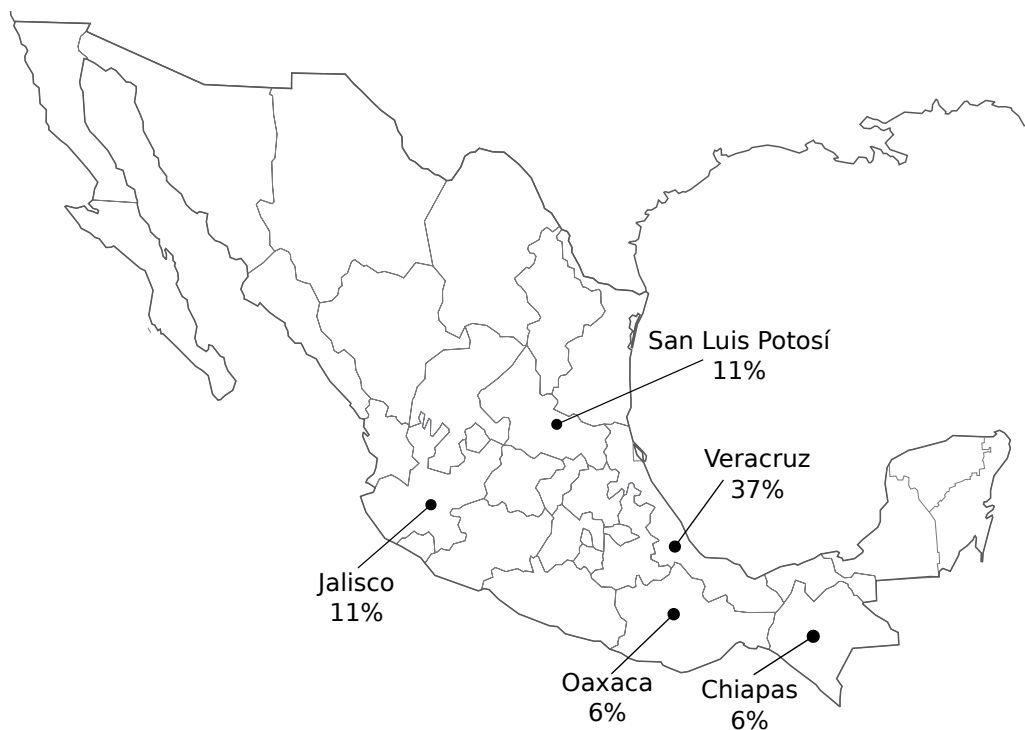 San Luis Potosí
11%
Veracruz
37%
Jalisco
11%
Oaxaca
6%
Chiapas
6%